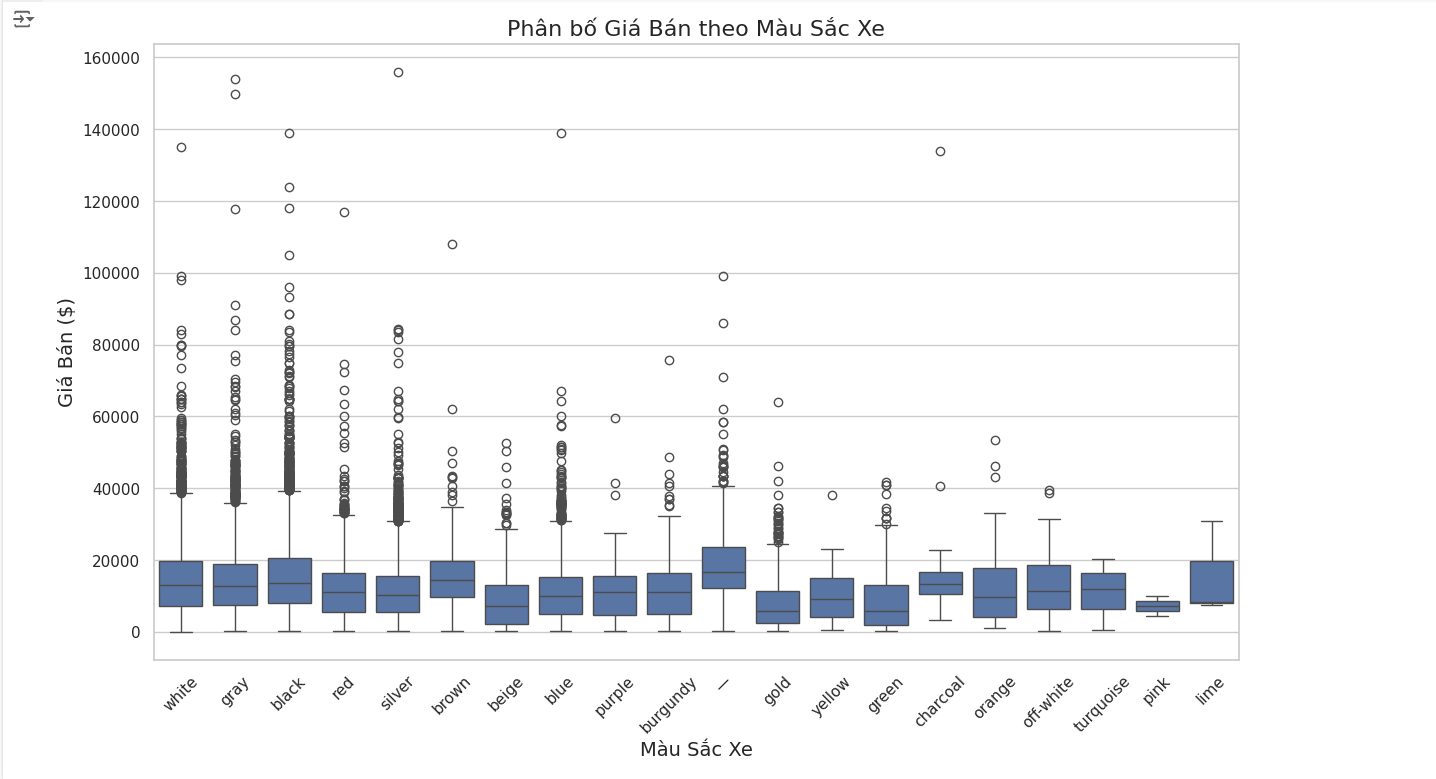 Phân bố Giá Bán theo Màu Sắc Xe
Giá Bán ($)
160000
140000
120000
100000
80000
60000
40000
20000
0
white
gray
black
red
silver
brown
beige
blue
purple
burgundy
—
gold
yellow
green
charcoal
orange
off-white
turquoise
pink
lime
Màu Sắc Xe